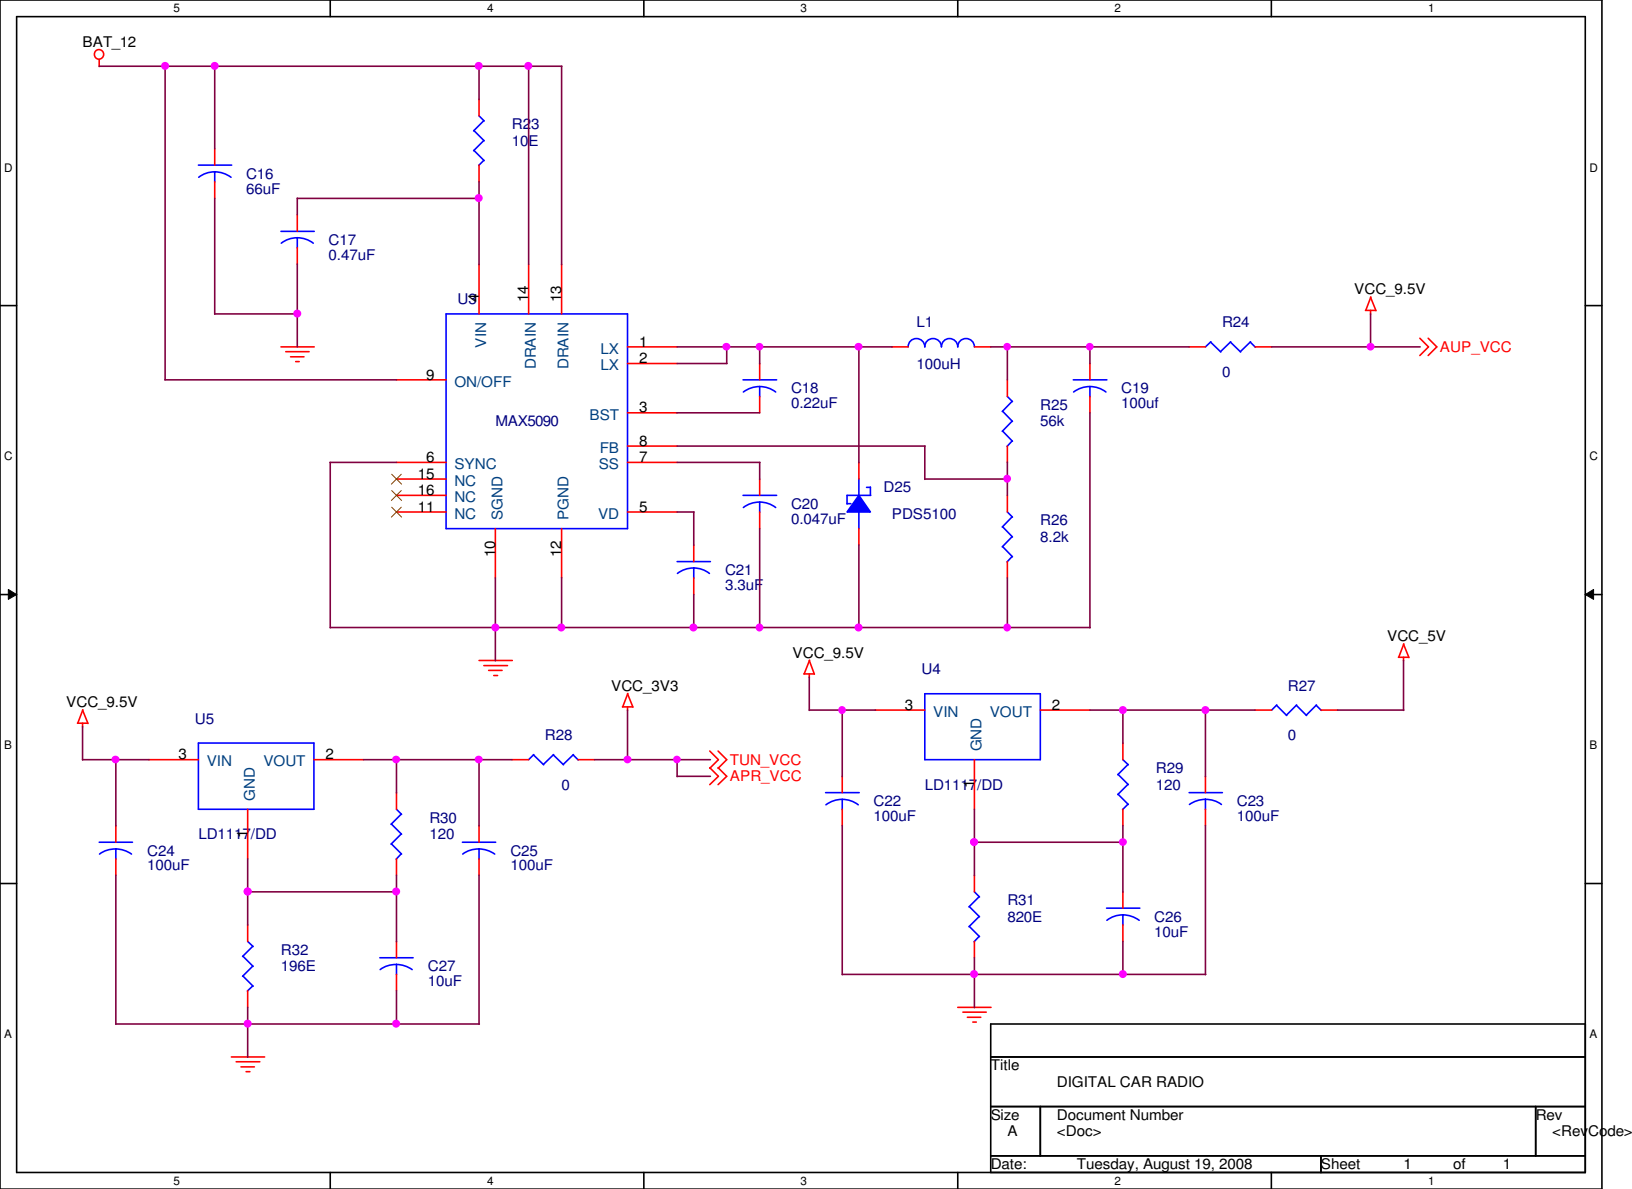 5 4 3 2 1
BAT_12
D
D
R23
10E
C16
66uF
C17
0.47uF
U3
4
14
13
VIN
DRAIN
DRAIN
VCC_9.5V
LX 1
LX 2
L1
100uH
R24
0
AUP_VCC
9 ON/OFF
C18
0.22uF
C19
100uf
MAX5090
BST 3
R25
56k
FB 8
SS 7
C
C
6 SYNC
15 NC
16 NC
11 NC
SGND
PGND
VD 5
10
12
C20
0.047uF
D25
PDS5100
R26
8.2k
C21
3.3uF
VCC_9.5V
U5
3 VIN
VOUT 2
GND
LD1117/DD
1
VCC_3V3
R28
0
TUN_VCC
APR_VCC
C24
100uF
R30
120
C25
100uF
R32
196E
C27
10uF
VCC_9.5V
U4
3 VIN
VOUT 2
GND
LD1117/DD
1
VCC_5V
R27
0
B
B
C22
100uF
R29
120
C23
100uF
R31
820E
C26
10uF
A
A
Title
DIGITAL CAR RADIO
Size
A
Document Number
<Doc>
Rev
<RevCode>
Date:
Tuesday, August 19, 2008
Sheet 1 of 1
5 4 3 2 1